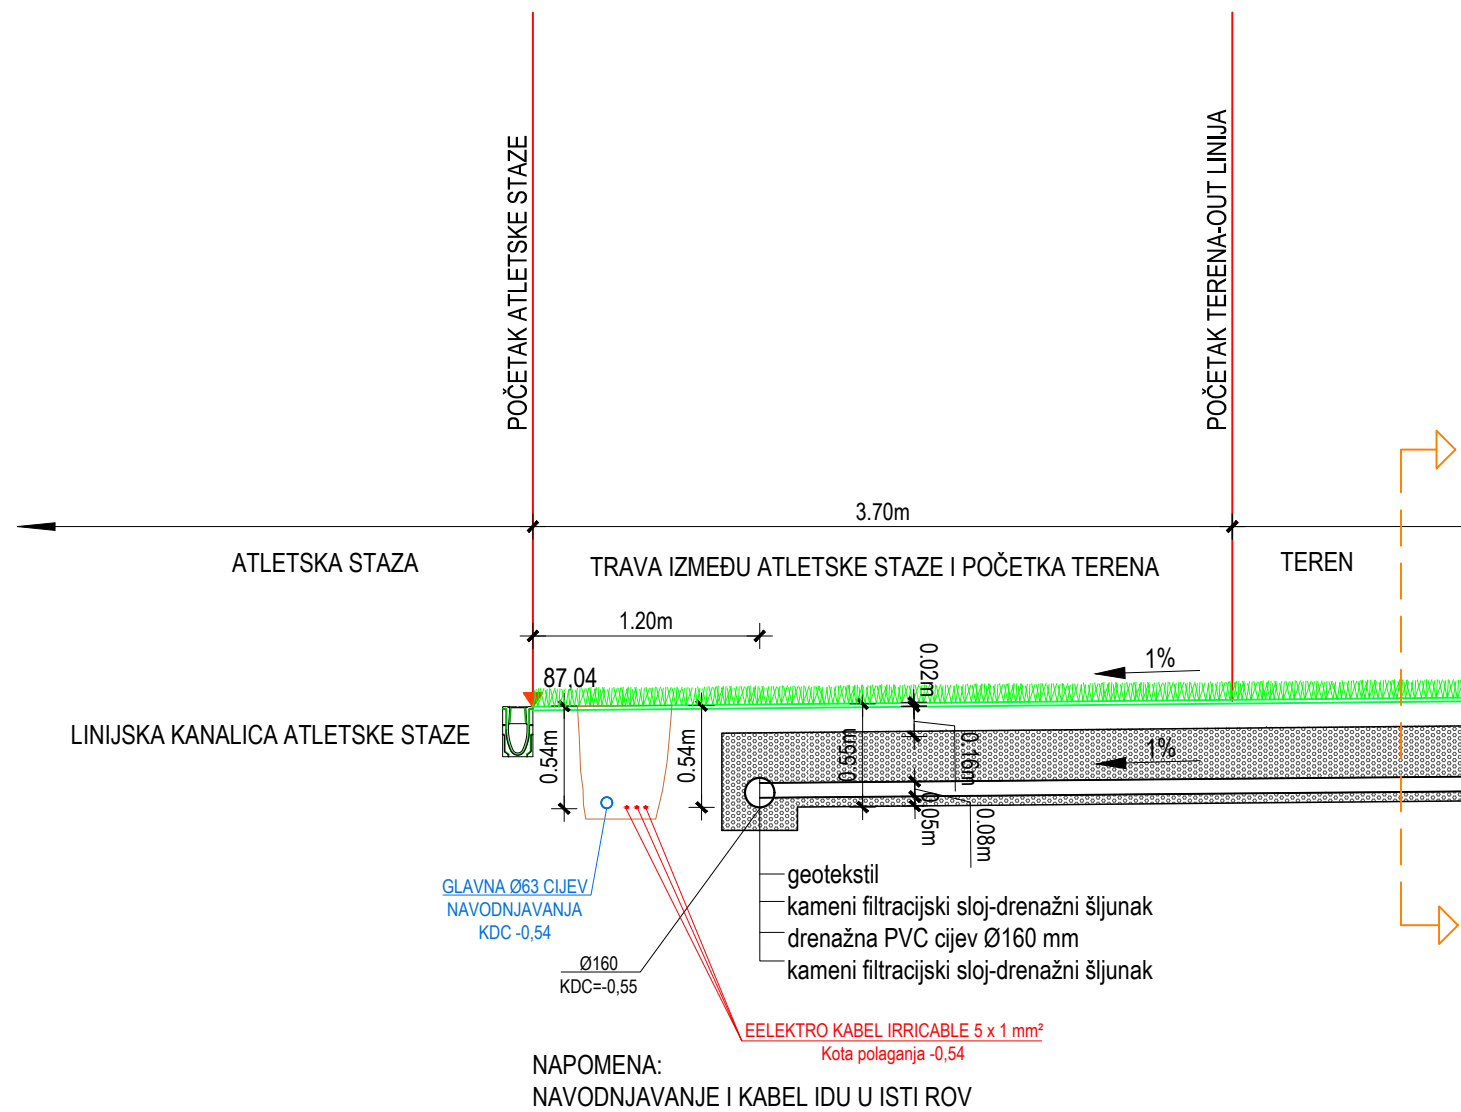 POČETAK ATLETSKE STAZE
POČETAK TERENA-OUT LINIJA
3.70m
ATLETSKA STAZA
TRAVA IZMEĐU ATLETSKE STAZE I POČETKA TERENA
TEREN
1.20m
0.02m
1%
87,04
LINIJSKA KANALICA ATLETSKE STAZE
0.54m
0.54m
0.59m
0.16m
1%
0.05m
0.08m
geotekstil
kameni filtracijski sloj-drenažni šljunak
drenažna PVC cijev Ø160 mm
kameni filtracijski sloj-drenažni šljunak
GLAVNA Ø63 CIJEV
NAVODNJAVANJA
KDC -0,54
Ø160
KDC=-0,55
EELEKTRO KABEL IRRICABLE 5 x 1 mm²
Kota polaganja -0,54
NAPOMENA:
NAVODNJAVANJE I KABEL IDU U ISTI ROV